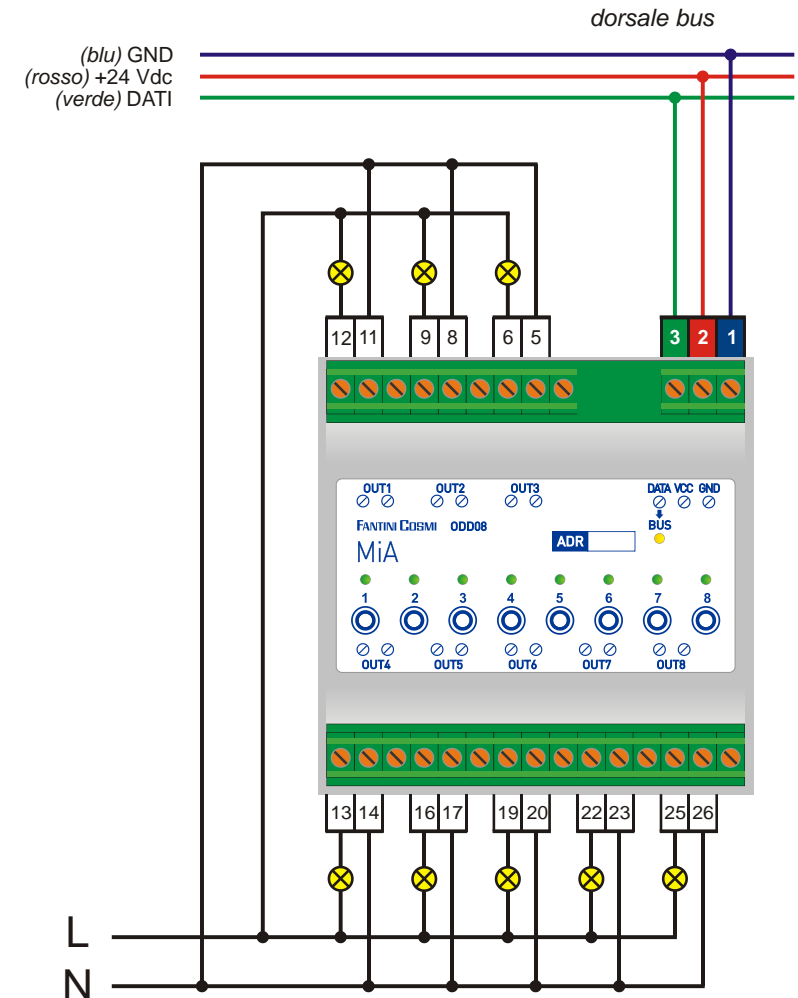 dorsale bus
(blu) GND
(rosso) +24 Vdc
(verde) DATI
12 11 9 8 6 5 3 2 1
OUT1 OUT2 OUT3 DATA VCC GND
FANTINI COSMI ODD08 BUS
MiA ADR
1 2 3 4 5 6 7 8
OUT4 OUT5 OUT6 OUT7 OUT8
13 14 16 17 19 20 22 23 25 26
L
N